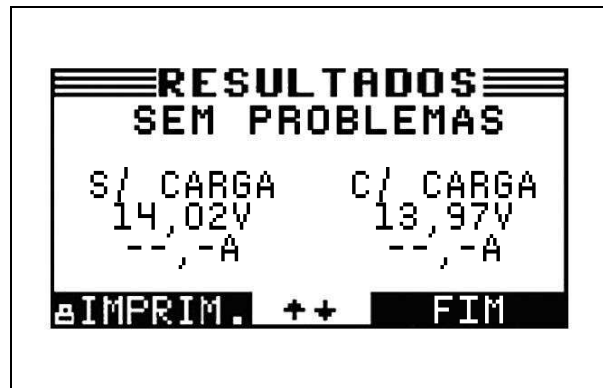 RESULTADOS
SEM PROBLEMAS
S/ CARGA C/ CARGA
14,02V 13,97V
--,-A --,-A
IMPRIM. FIM